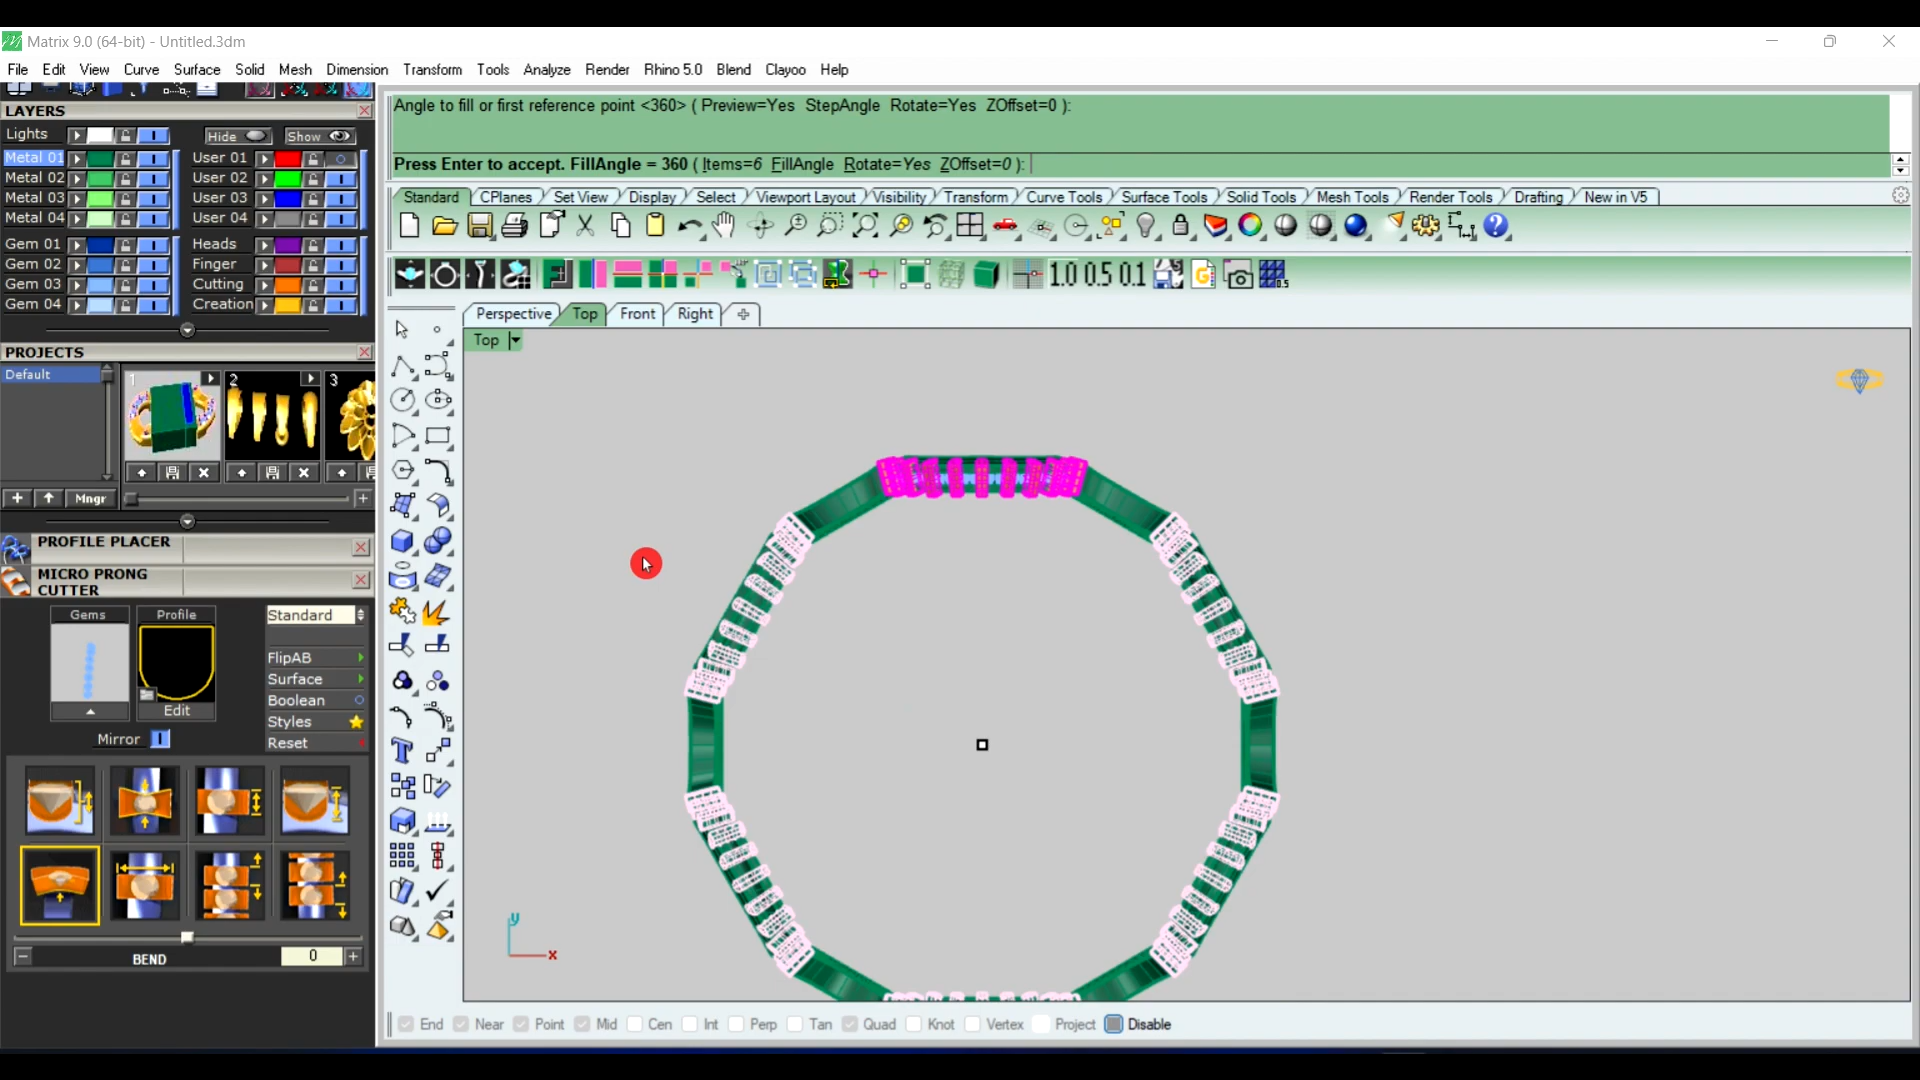 Matrix 9.0 (64-bit) - Untitled.3dm
File Edit View Curve Surface Solid Mesh Dimension Transform Tools Analyze Render Rhino 5.0 Blend Clayoo Help
LAYERS
Lights Hide Show
Metal 01 User 01
Metal 02 User 02
Metal 03 User 03
Metal 04 User 04
Gem 01 Heads
Gem 02 Finger
Gem 03 Cutting
Gem 04 Creation
PROJECTS
Default
1 2 3
Mngr
PROFILE PLACER
MICRO PRONG
CUTTER
Gems Profile Standard
FlipAB
Surface
Boolean
Edit
Styles
Mirror
Reset
BEND 0
Angle to fill or first reference point <360> ( Preview=Yes StepAngle Rotate=Yes ZOffset=0 ):
Press Enter to accept. FillAngle = 360 ( Items=6 FillAngle Rotate=Yes ZOffset=0 ):
Standard CPlanes Set View Display Select Viewport Layout Visibility Transform Curve Tools Surface Tools Solid Tools Mesh Tools Render Tools Drafting New in V5
1.0 0.5 0.1
Perspective Top Front Right
Top
y
x
End Near Point Mid Cen Int Perp Tan Quad Knot Vertex Project Disable